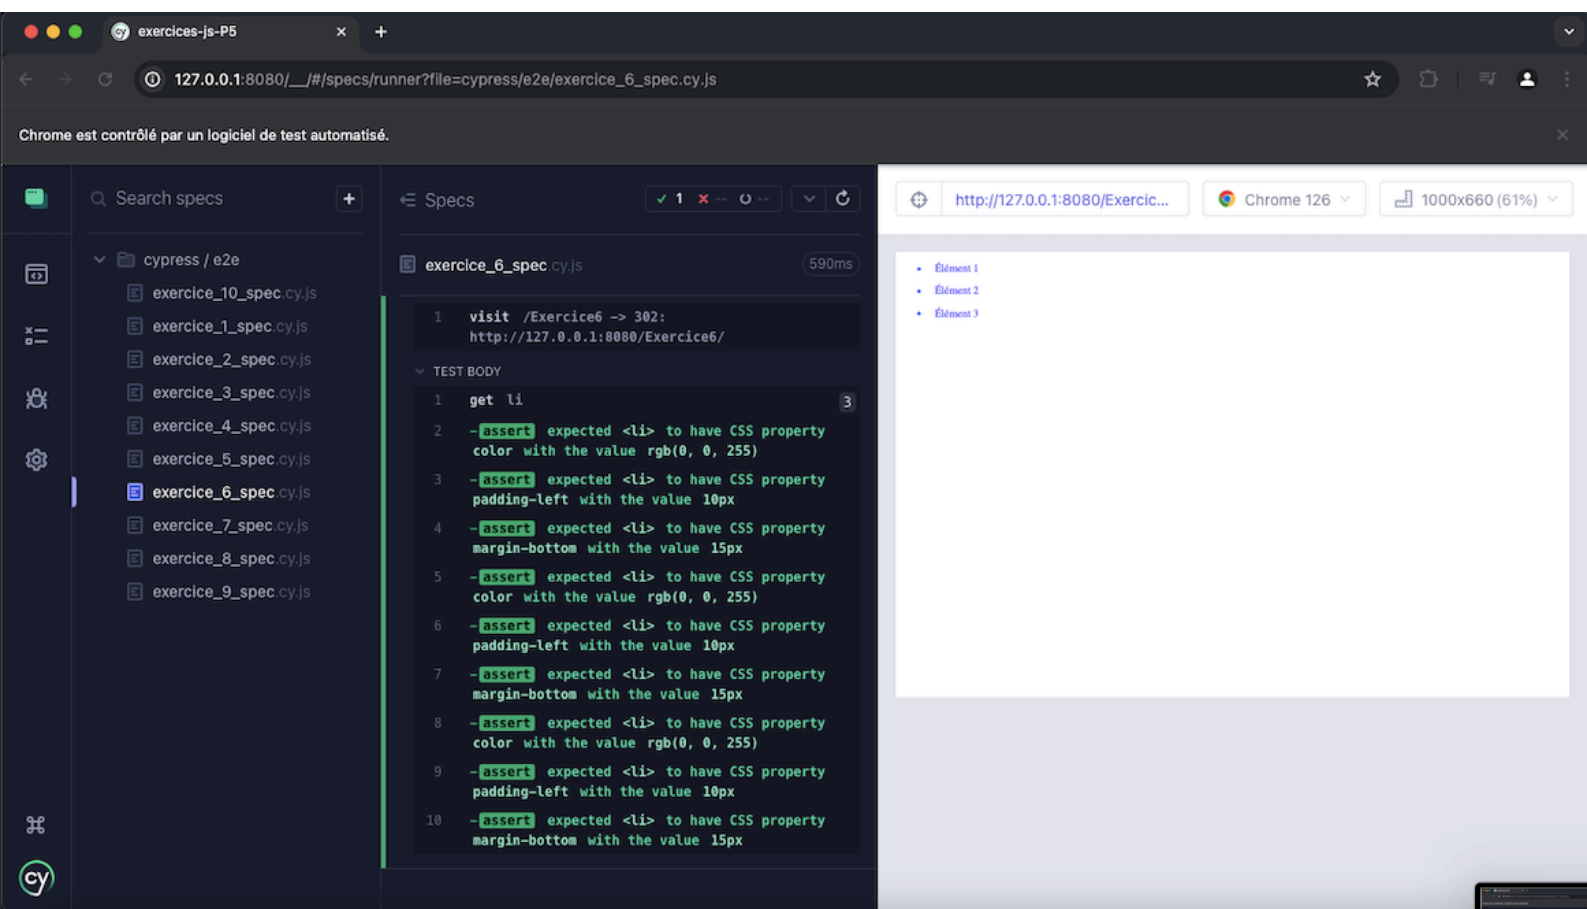 exercices-js-P5
127.0.0.1:8080/__/#/specs/runner?file=cypress/e2e/exercice_6_spec.cy.js
Chrome est contrôlé par un logiciel de test automatisé.
Search specs
+
cypress / e2e
exercice_10_spec.cy.js
exercice_1_spec.cy.js
exercice_2_spec.cy.js
exercice_3_spec.cy.js
exercice_4_spec.cy.js
exercice_5_spec.cy.js
exercice_6_spec.cy.js
exercice_7_spec.cy.js
exercice_8_spec.cy.js
exercice_9_spec.cy.js
cy
Specs
1 -- --
exercice_6_spec.cy.js 590ms
1 visit /Exercice6 -> 302:
http://127.0.0.1:8080/Exercice6/
TEST BODY
1 get li 3
2 -assert expected <li> to have CSS property
color with the value rgb(0, 0, 255)
3 -assert expected <li> to have CSS property
padding-left with the value 10px
4 -assert expected <li> to have CSS property
margin-bottom with the value 15px
5 -assert expected <li> to have CSS property
color with the value rgb(0, 0, 255)
6 -assert expected <li> to have CSS property
padding-left with the value 10px
7 -assert expected <li> to have CSS property
margin-bottom with the value 15px
8 -assert expected <li> to have CSS property
color with the value rgb(0, 0, 255)
9 -assert expected <li> to have CSS property
padding-left with the value 10px
10 -assert expected <li> to have CSS property
margin-bottom with the value 15px
http://127.0.0.1:8080/Exercic...
Chrome 126
1000x660 (61%)
• Élément 1
• Élément 2
• Élément 3